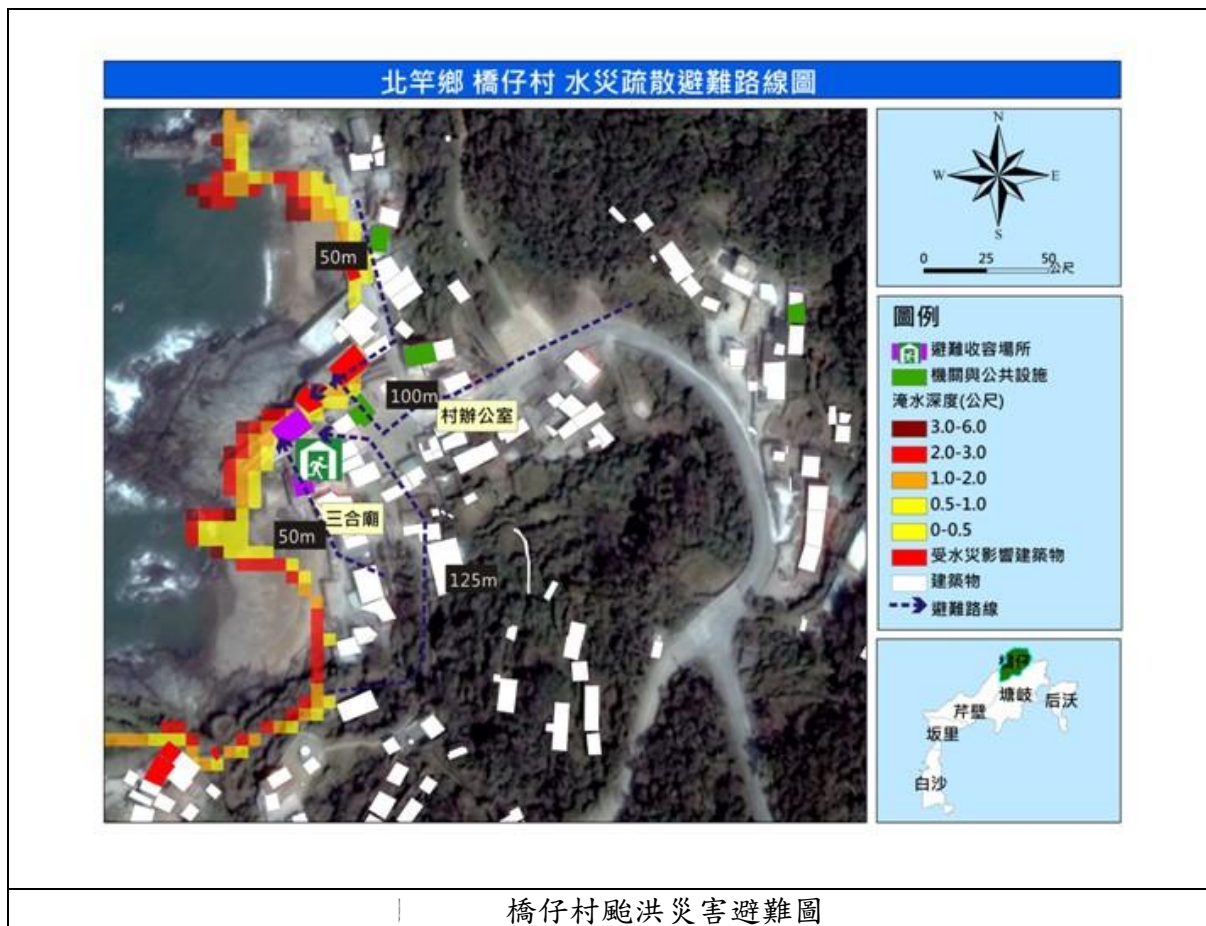 北竿鄉 橋仔村 水災疏散避難路線圖
50m
100m
村辦公室
三合廟
50m
125m
N
W
E
S
0
25
50
公尺
圖例
避難收容場所
機關與公共設施
淹水深度(公尺)
3.0-6.0
2.0-3.0
1.0-2.0
0.5-1.0
0-0.5
受水災影響建築物
建築物
避難路線
橋仔
塘岐
后沃
芹壁
坂里
白沙
橋仔村颱洪災害避難圖